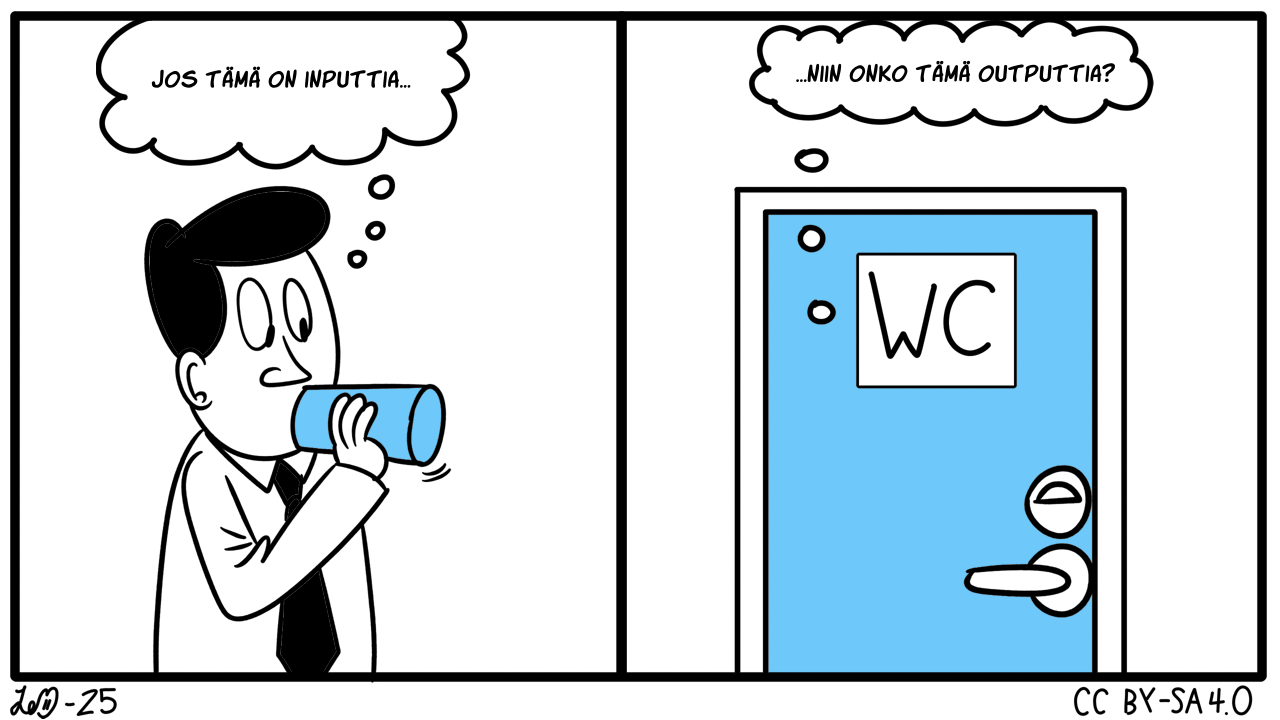 JOS TÄMÄ ON INPUTTIA...
...NIIN ONKO TÄMÄ OUTPUTTIA?
WC
-25
CC BY-SA 4.0